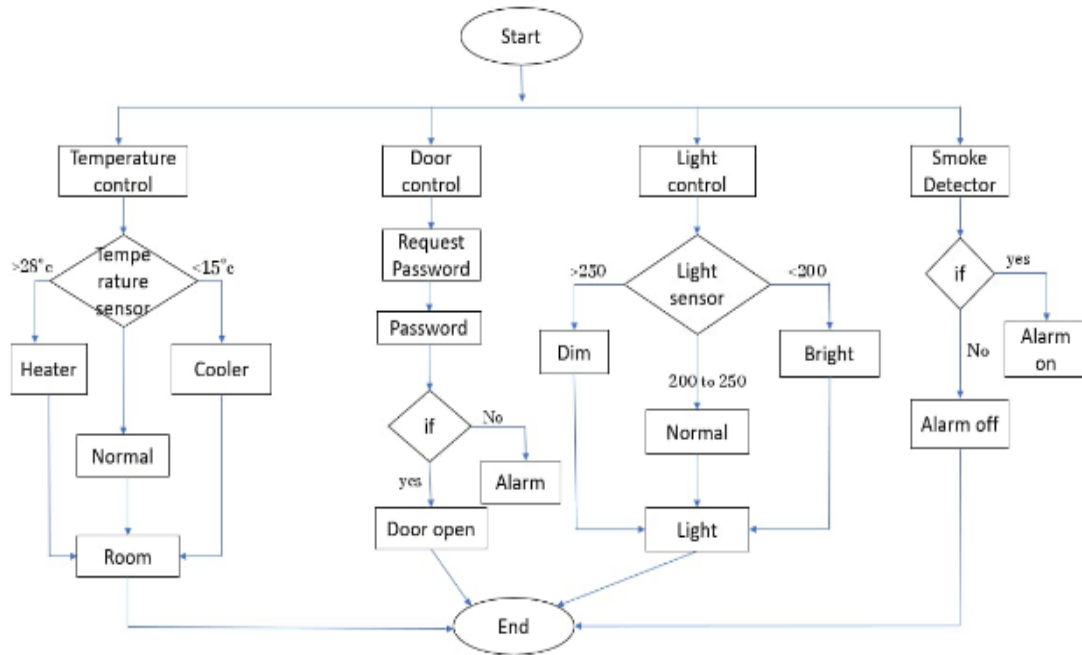 Start
Temperature
control
Door
control
Light
control
Smoke
Detector
Tempe
rature
sensor
>28°c
<15°c
Request
Password
Light
sensor
>250
<200
if
yes
Password
Heater
Cooler
Dim
Bright
Alarm
on
No
200 to 250
if
No
Normal
Normal
Alarm off
yes
Alarm
Door open
Light
Room
End